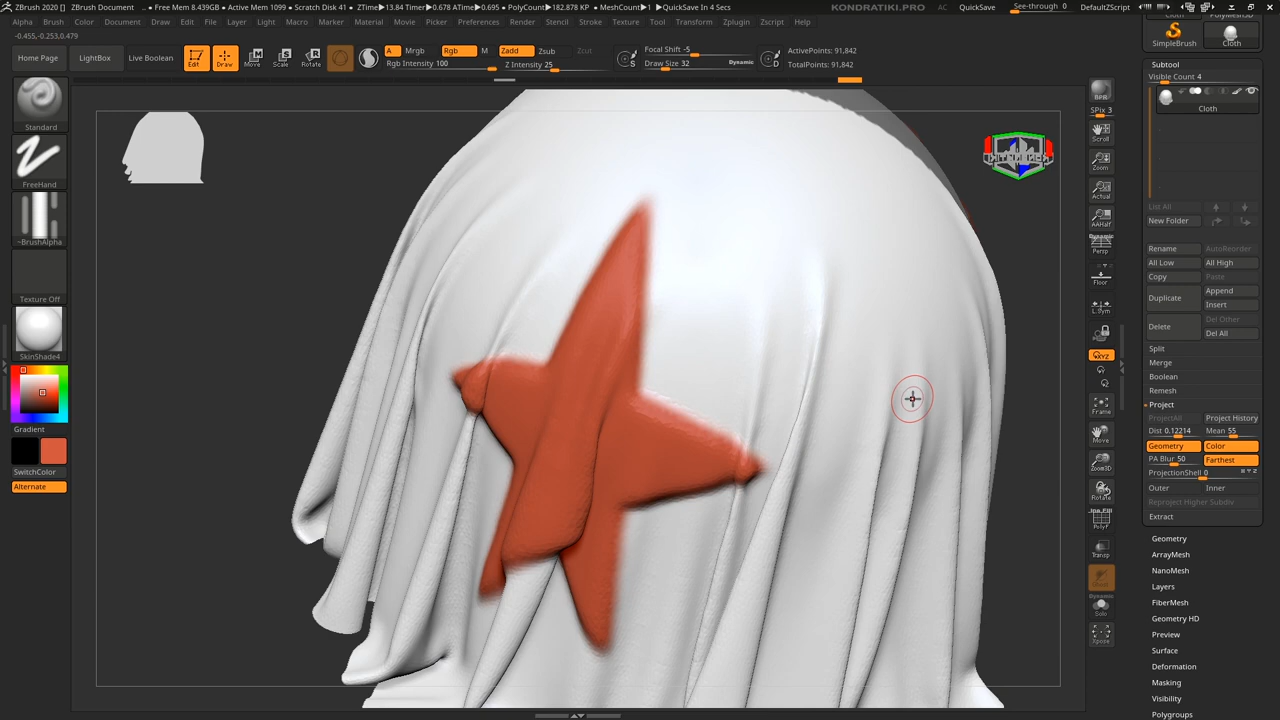 ZBrush 2020 [] ZBrush Document .. • Free Mem 8.439GB • Active Mem 1099 • Scratch Disk 41 • ZTime▶13.84 Timer▶0.678 ATime▶0.695 • PolyCount▶182.878 KP • MeshCount▶1 • QuickSave In 4 Secs KONDRATIKI.PRO AC QuickSave See-through 0 Menus DefaultZScript
Alpha Brush Color Document Draw Edit File Layer Light Macro Marker Material Movie Picker Preferences Render Stencil Stroke Texture Tool Transform Zplugin Zscript Help
-0.455,-0.253,0.479
Home Page LightBox Live Boolean Edit Draw Move Scale Rotate A Mrgb Rgb M Zadd Zsub Zcut
Rgb Intensity 100 Z Intensity 25
Focal Shift -5
Draw Size 32 Dynamic
ActivePoints: 91,842
TotalPoints: 91,842
Standard
FreeHand
~BrushAlpha
Texture Off
SkinShade4
Gradient
SwitchColor
Alternate
BPR
SPix 3
Scroll
Zoom
Actual
AAHalf
Dynamic
Persp
Floor
L.Sym
XYZ
Frame
Move
Zoom3D
Rotate
Line Fill
PolyF
Transp
Dynamic
Solo
Xpose
Cloth PolyMesh3D
SimpleBrush Cloth
Subtool
Visible Count 4
Cloth
List All
New Folder
Rename AutoReorder
All Low All High
Copy Paste
Duplicate Append
Insert
Delete Del Other
Del All
Split
Merge
Boolean
Remesh
Project
ProjectAll Project History
Dist 0.12214 Mean 55
Geometry Color
PA Blur 50 Farthest
ProjectionShell 0
Outer Inner
Reproject Higher Subdiv
Extract
Geometry
ArrayMesh
NanoMesh
Layers
FiberMesh
Geometry HD
Preview
Surface
Deformation
Masking
Visibility
Polygroups